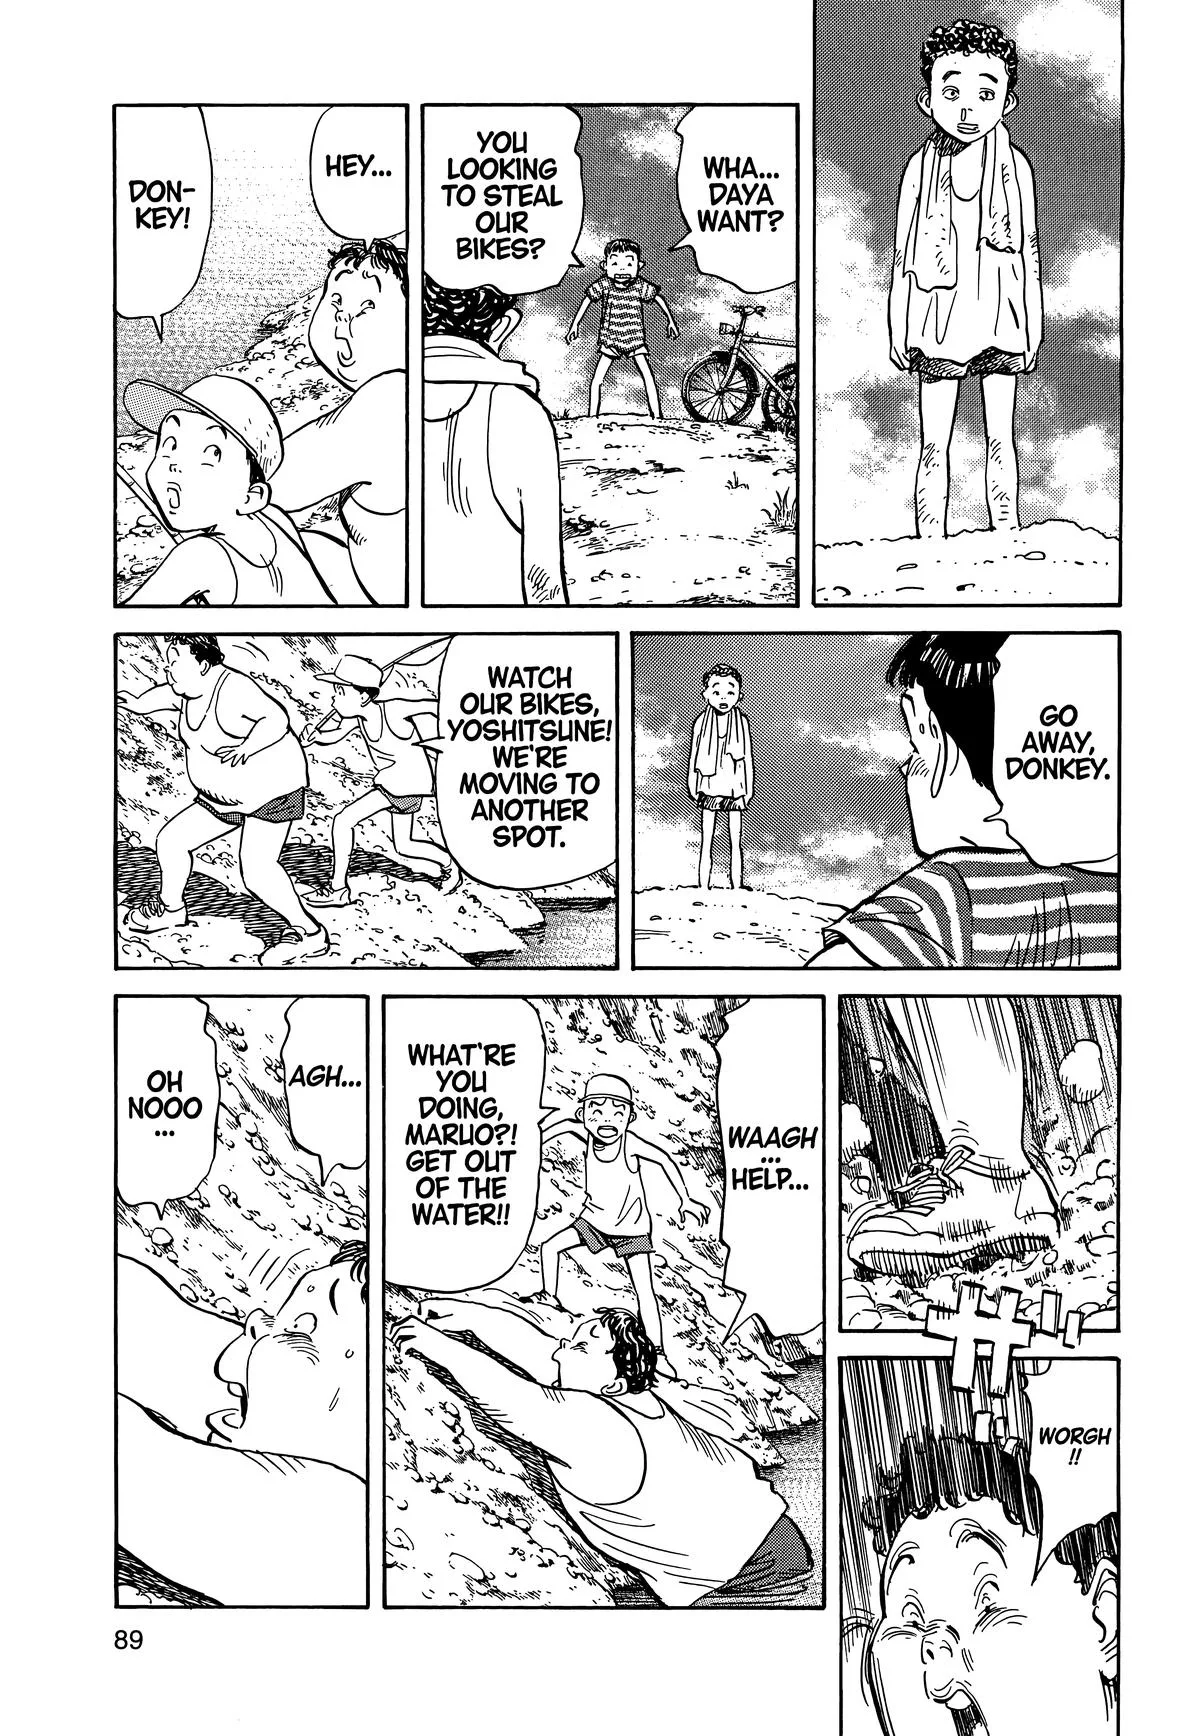 WHA...
DAYA
WANT?
YOU
LOOKING
TO STEAL
OUR
BIKES?
HEY...
DON-
KEY!
GO
AWAY,
DONKEY.
WATCH
OUR BIKES,
YOSHITSUNE!
WE'RE
MOVING TO
ANOTHER
SPOT.
WORGH
!!
WAAGH
...
HELP...
WHAT'RE
YOU
DOING,
MARUO?!
GET OUT
OF THE
WATER!!
AGH...
OH
NOOO
...
89